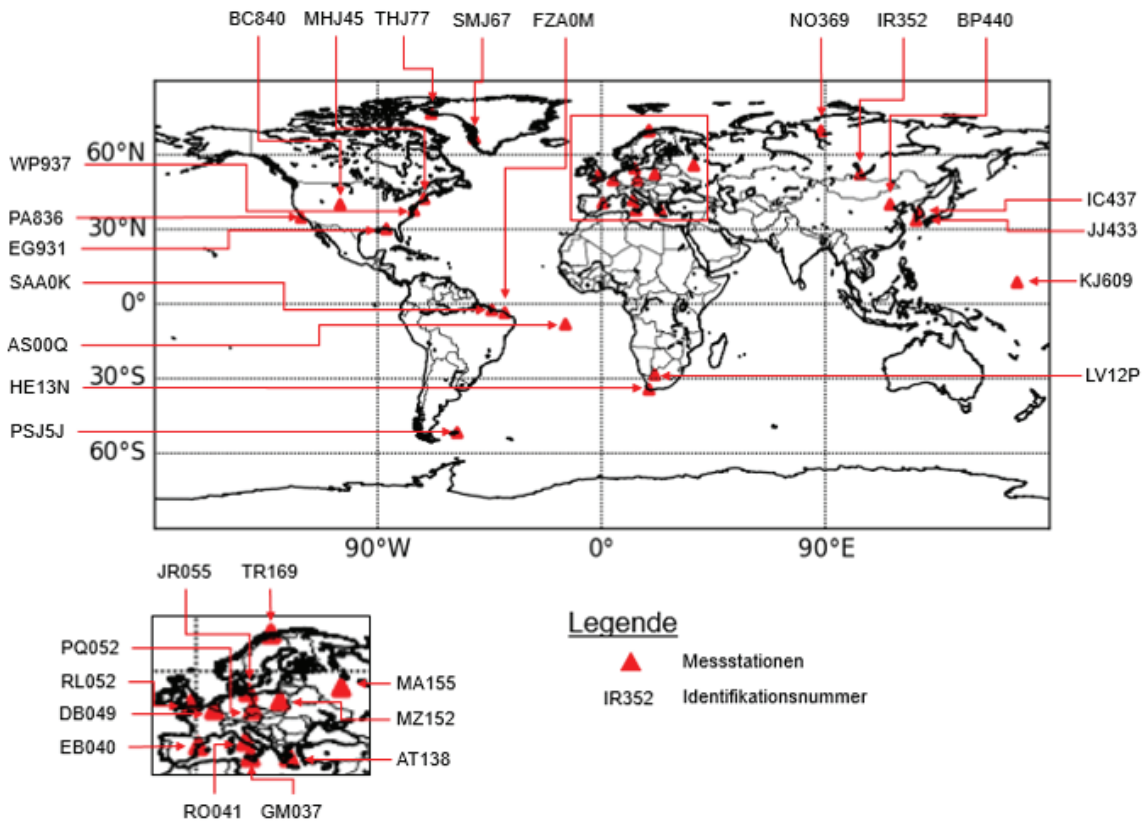 BC840 MHJ45 THJ77 SMJ67 FZA0M NO369 IR352 BP440
60°N
WP937
IC437
PA836
30°N
JJ433
EG931
KJ609
SAA0K
0°
AS00Q
30°S
LV12P
HE13N
PSJ5J
60°S
90°W 0° 90°E
JR055 TR169
Legende
PQ052
Messstationen
RL052
MA155
IR352 Identifikationsnummer
DB049
MZ152
EB040
AT138
RO041 GM037